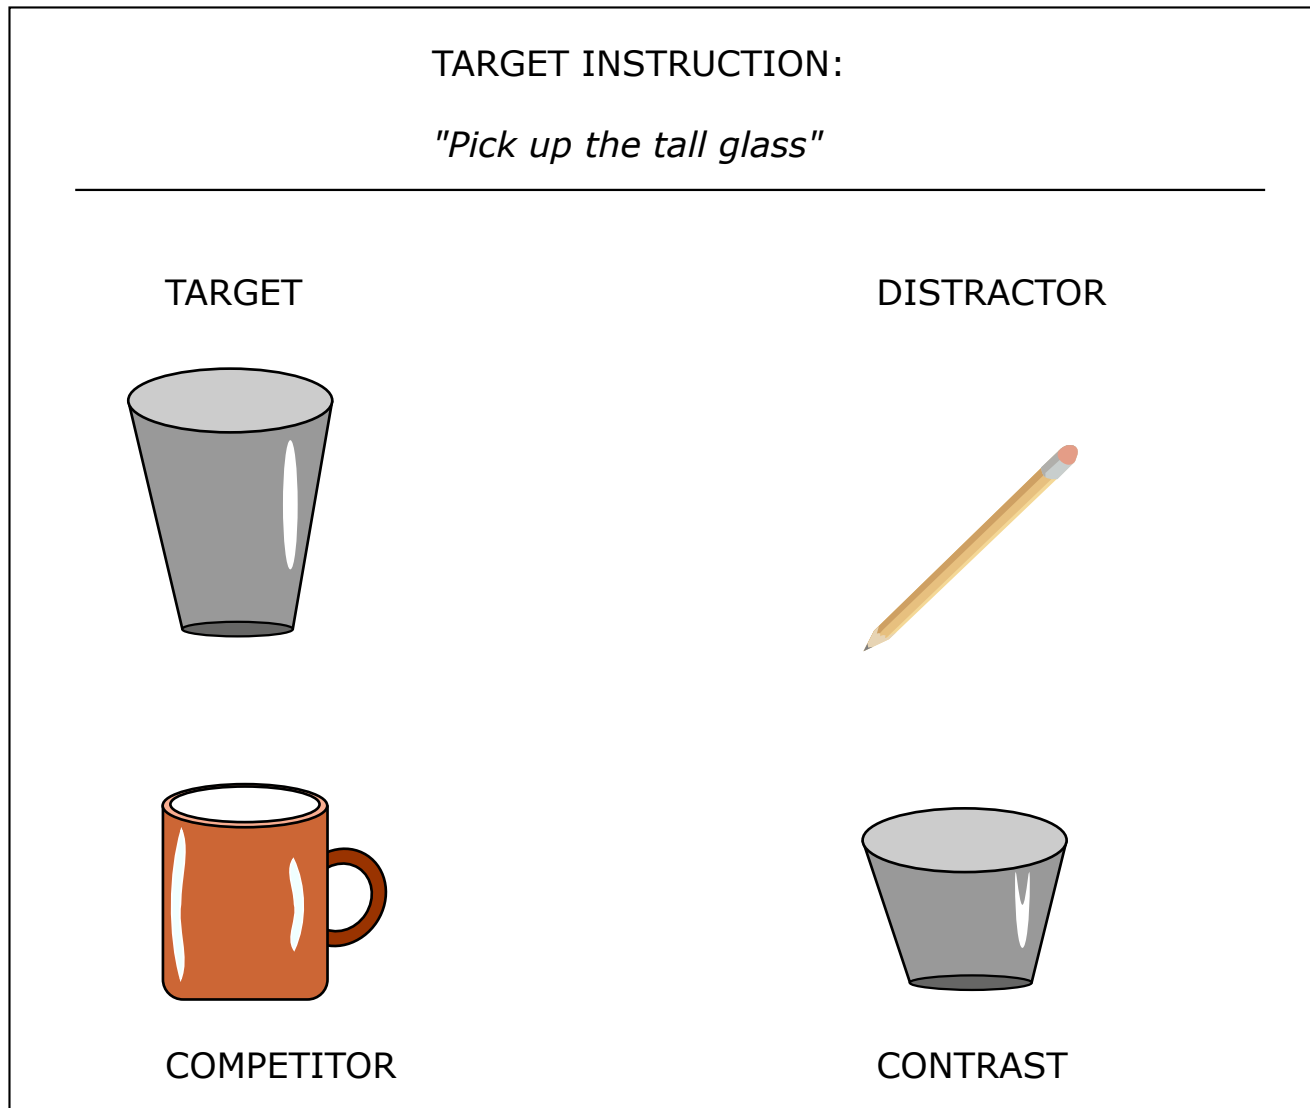 TARGET INSTRUCTION:
"Pick up the tall glass"
TARGET
DISTRACTOR
COMPETITOR
CONTRAST